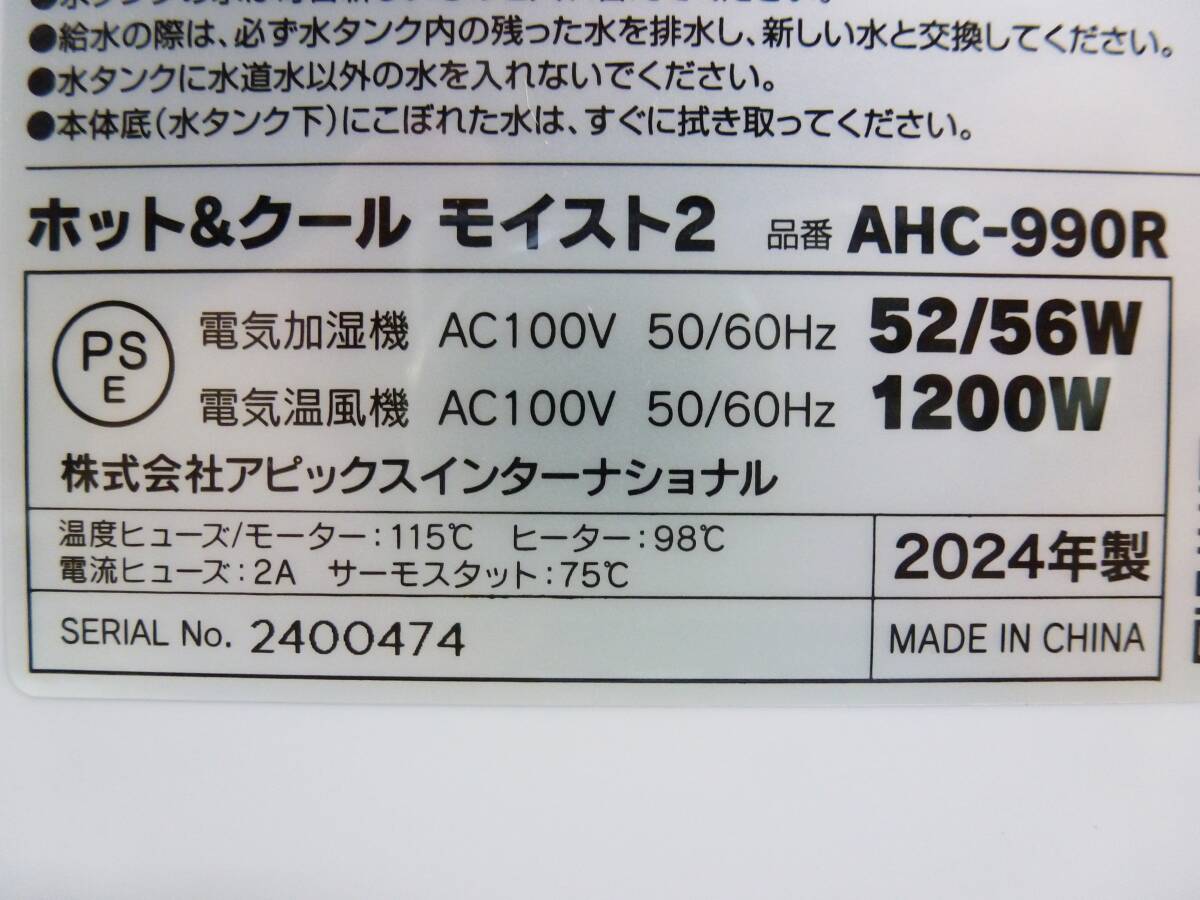 ●給水の際は、必ず水タンク内の残った水を排水し、新しい水と交換してください。
●水タンクに水道水以外の水を入れないでください。
●本体底(水タンク下)にこぼれた水は、すぐに拭き取ってください。
ホット&クール モイスト2 品番 AHC-990R
PS
E
電気加湿機 AC100V 50/60Hz 52/56W
電気温風機 AC100V 50/60Hz 1200W
株式会社アピックスインターナショナル
温度ヒューズ/モーター:115℃ ヒーター:98℃
電流ヒューズ:2A サーモスタット:75℃
2024年製
SERIAL No. 2400474
MADE IN CHINA